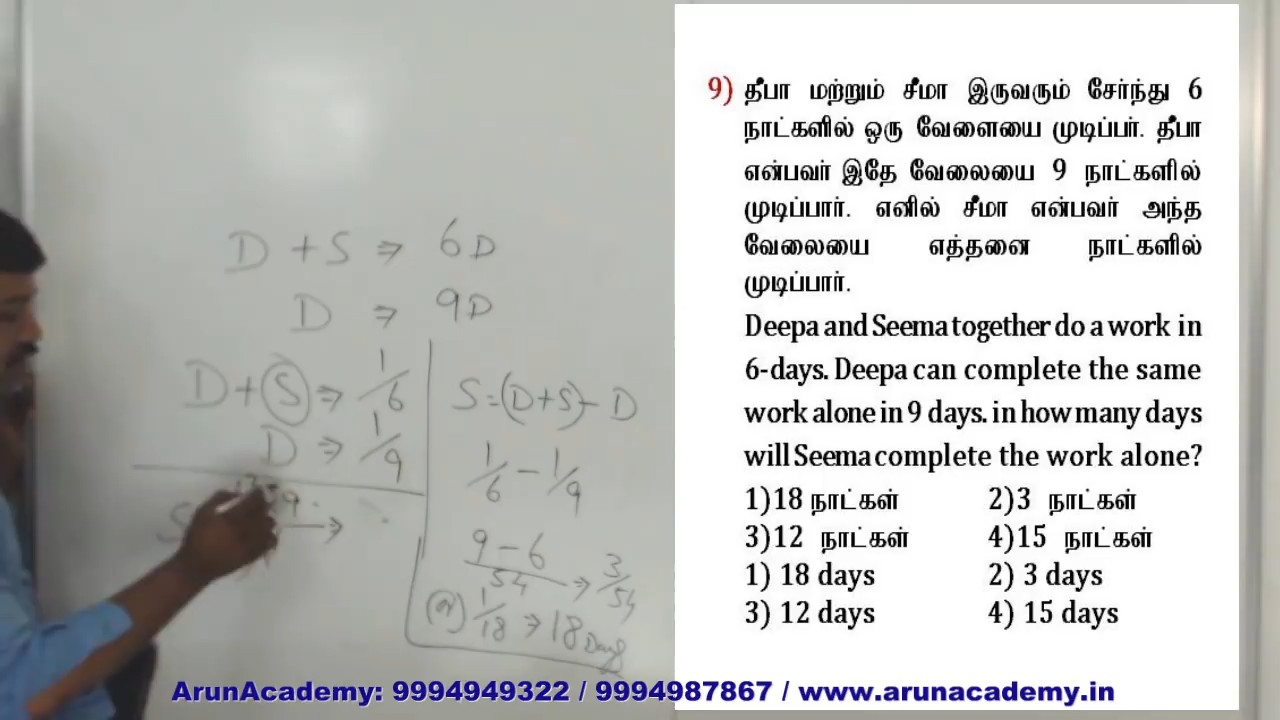 D + S ⇒ 6D
D ⇒ 9D
D + S ⇒ 1/6
D ⇒ 1/9
S
S = (D+S) - D
1/6 - 1/9
9 - 6
54
→ 3/54
1/18 → 18 Days
9) தீபா மற்றும் சீமா இருவரும் சேர்ந்து 6
நாட்களில் ஒரு வேளையை முடிப்பர். தீபா
என்பவர் இதே வேலையை 9 நாட்களில்
முடிப்பார். எனில் சீமா என்பவர் அந்த
வேலையை எத்தனை நாட்களில்
முடிப்பார்.
Deepa and Seema together do a work in
6-days. Deepa can complete the same
work alone in 9 days. in how many days
will Seema complete the work alone?
1)18 நாட்கள் 2)3 நாட்கள்
3)12 நாட்கள் 4)15 நாட்கள்
1) 18 days 2) 3 days
3) 12 days 4) 15 days
ArunAcademy: 9994949322 / 9994987867 / www.arunacademy.in